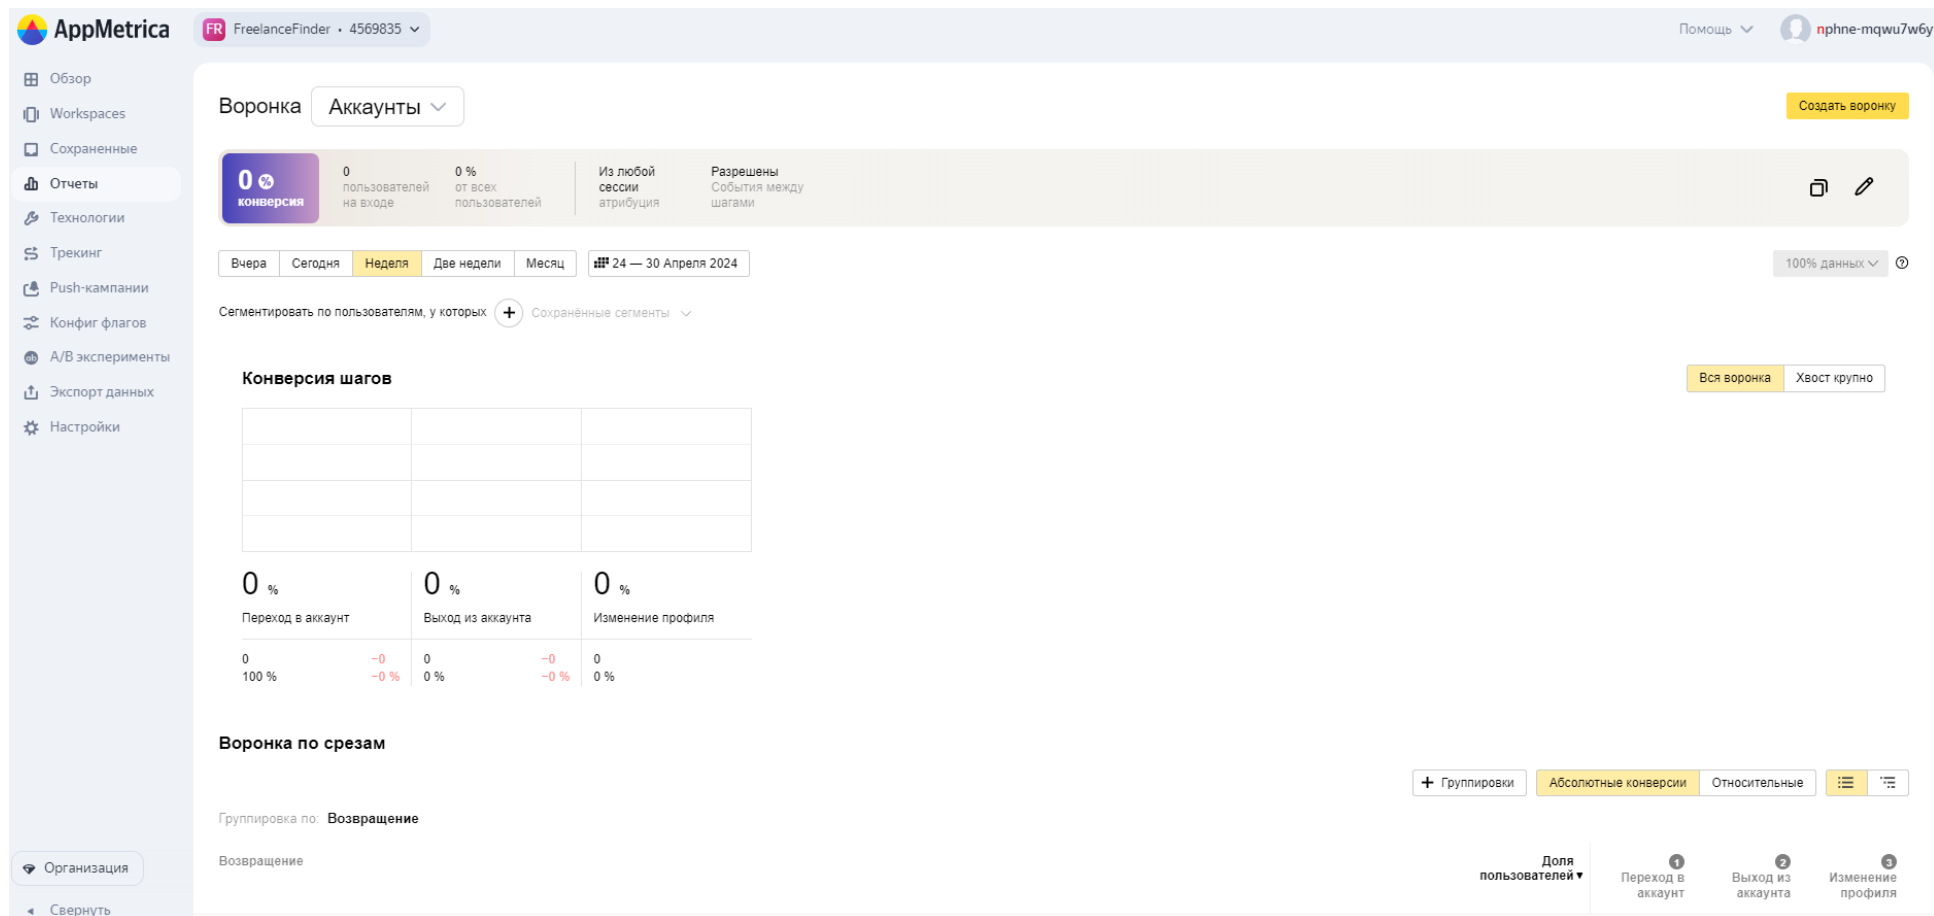 AppMetrica
FR FreelanceFinder • 4569835
Помощь
nphne-mqwu7w6y
Обзор
Workspaces
Сохраненные
Отчеты
Технологии
Трекинг
Push-кампании
Конфиг флагов
A/B эксперименты
Экспорт данных
Настройки
Организация
Свернуть
Воронка Аккаунты
Создать воронку
0 %
конверсия
0
пользователей
на входе
0 %
от всех
пользователей
Из любой
сессии
атрибуция
Разрешены
События между
шагами
Вчера Сегодня Неделя Две недели Месяц 24 — 30 Апреля 2024
100% данных ?
Сегментировать по пользователям, у которых + Сохранённые сегменты
Конверсия шагов
Вся воронка Хвост крупно
0 % 0 % 0 %
Переход в аккаунт Выход из аккаунта Изменение профиля
0 −0 0 −0 0
100 % −0 % 0 % −0 % 0 %
Воронка по срезам
+ Группировки Абсолютные конверсии Относительные
Группировка по: Возвращение
Возвращение
Доля
пользователей ▼
1
Переход в
аккаунт
2
Выход из
аккаунта
3
Изменение
профиля